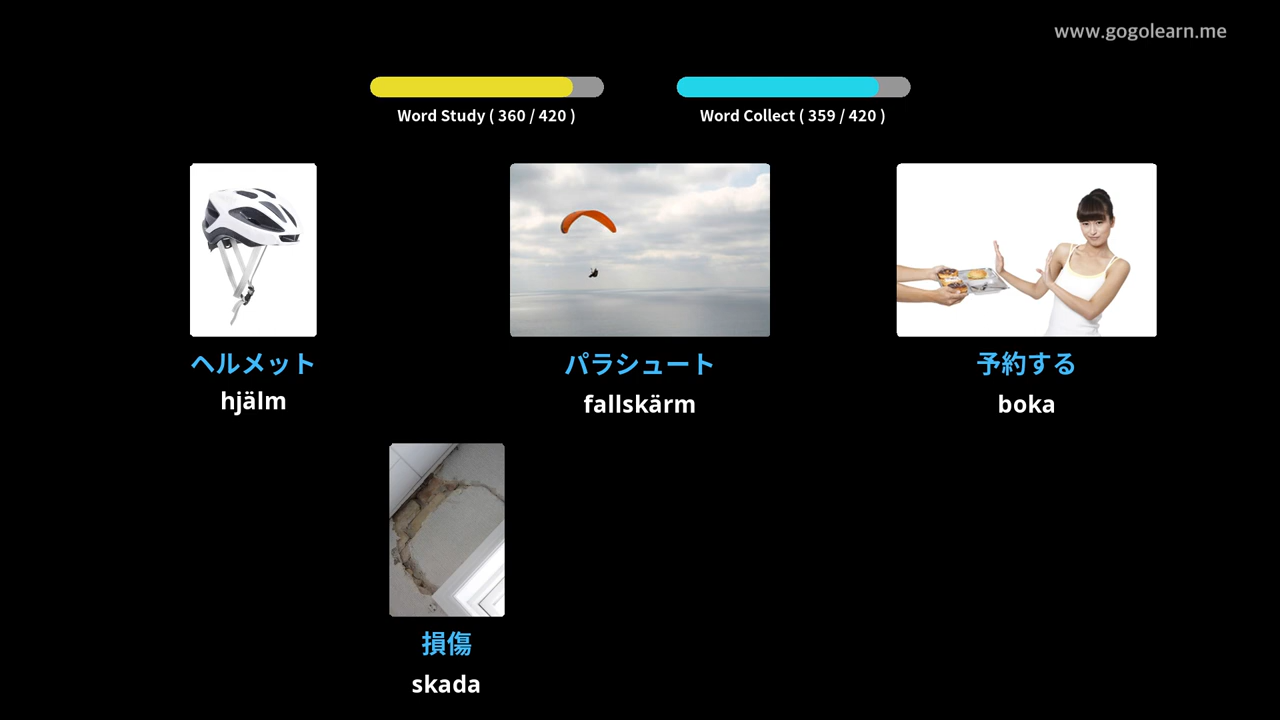 www.gogolearn.me
Word Study ( 360 / 420 )
Word Collect ( 359 / 420 )
ヘルメット
hjälm
パラシュート
fallskärm
予約する
boka
損傷
skada